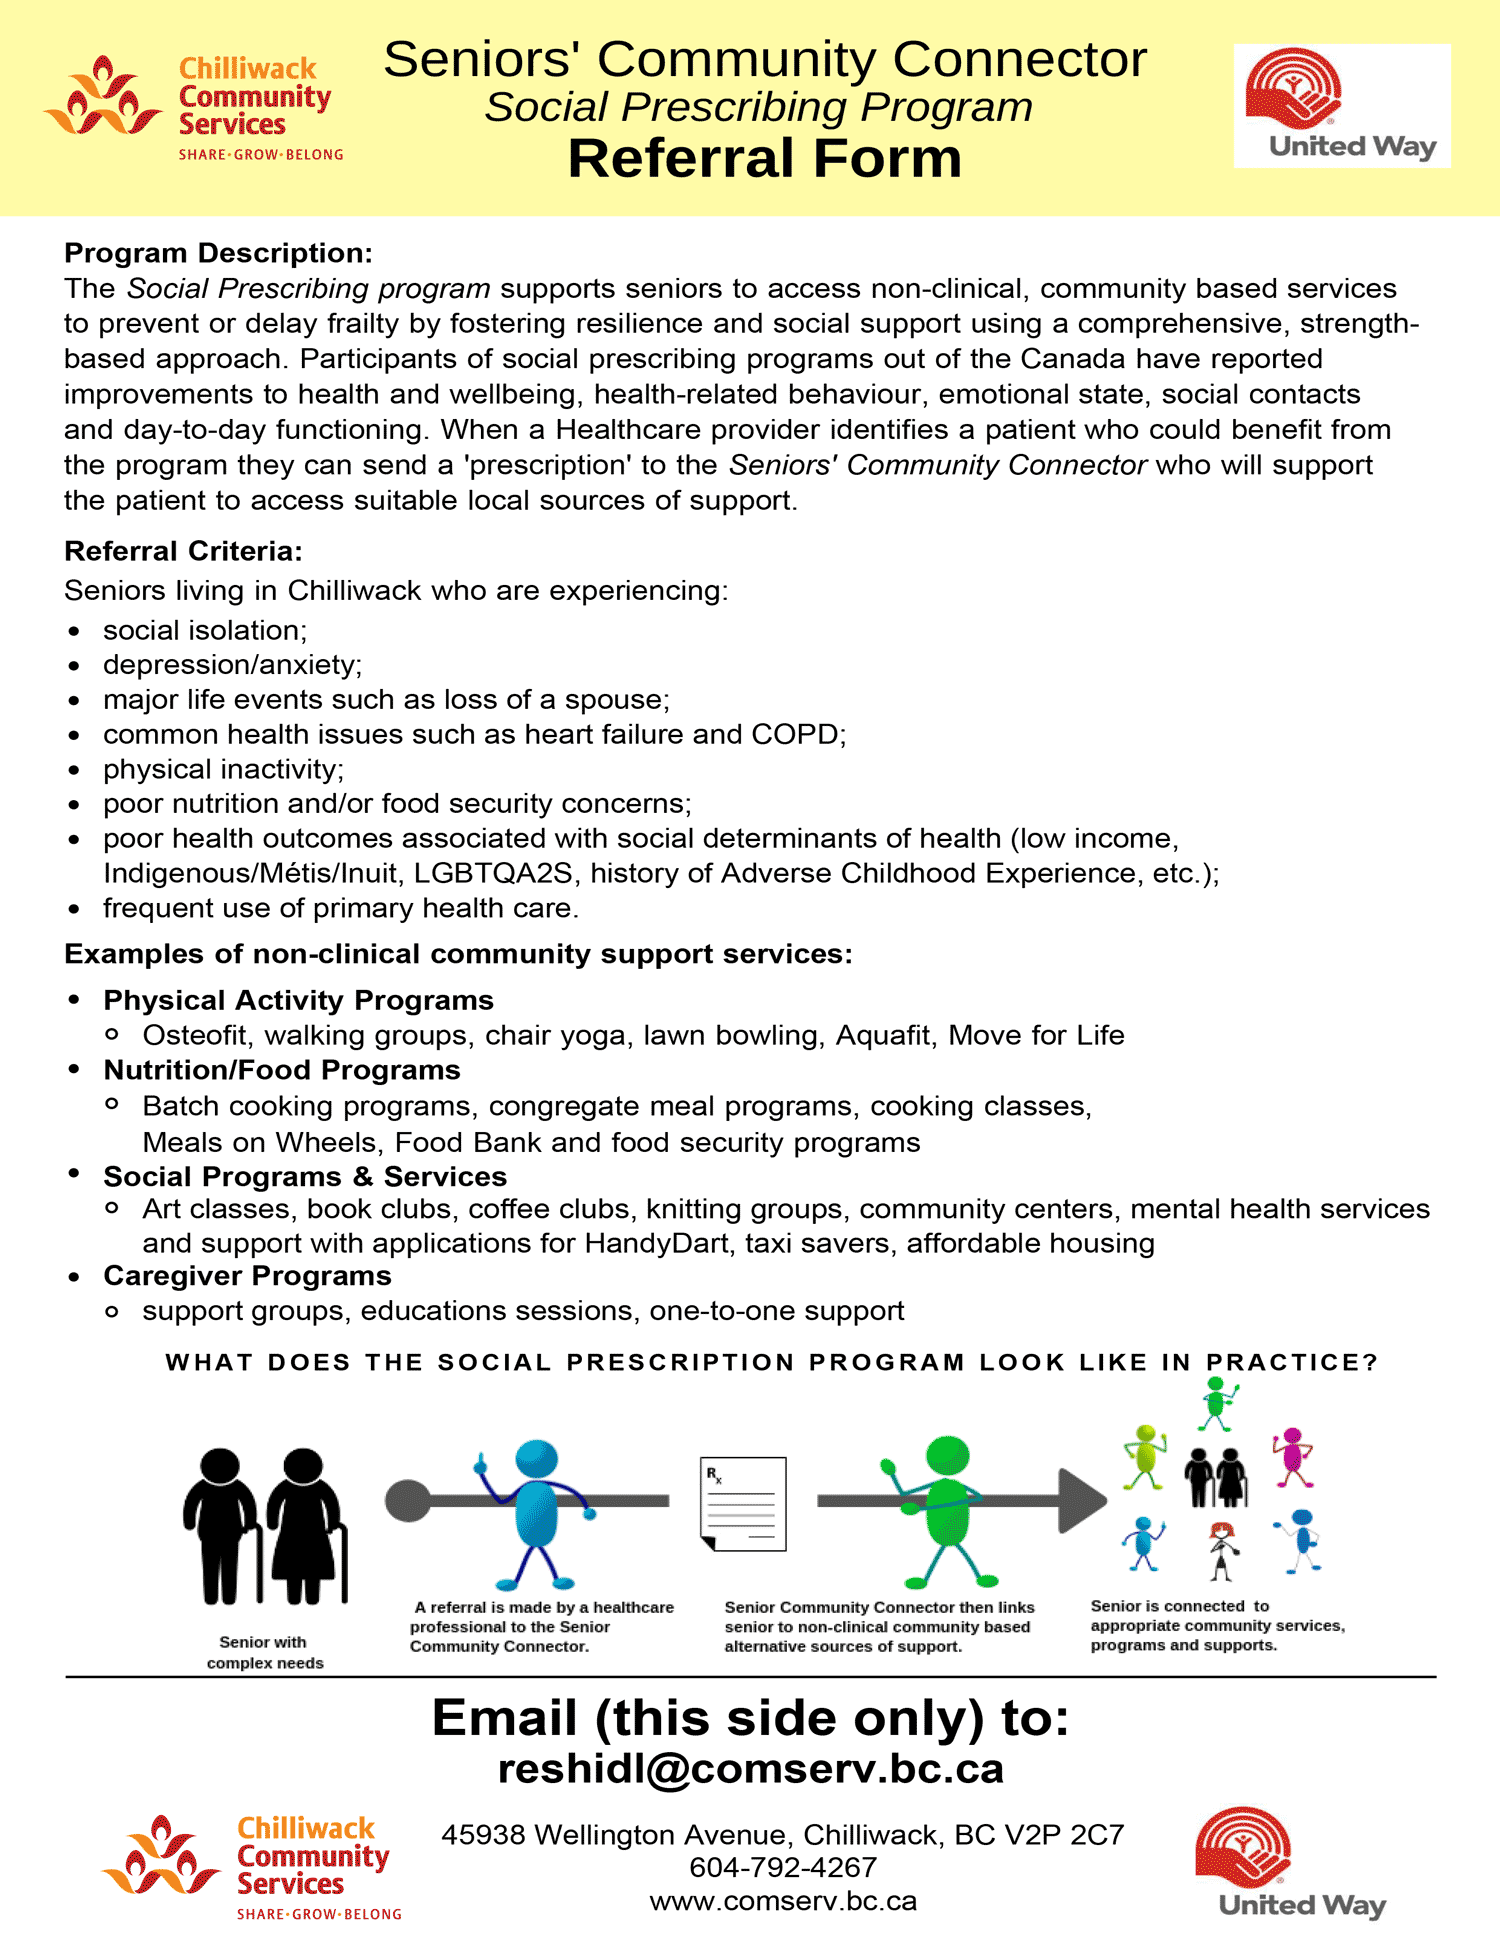 Chilliwack
Community
Services
SHARE•GROW•BELONG
Seniors' Community Connector
Social Prescribing Program
Referral Form
United Way
Program Description:
The Social Prescribing program supports seniors to access non-clinical, community based services
to prevent or delay frailty by fostering resilience and social support using a comprehensive, strength-
based approach. Participants of social prescribing programs out of the Canada have reported
improvements to health and wellbeing, health-related behaviour, emotional state, social contacts
and day-to-day functioning. When a Healthcare provider identifies a patient who could benefit from
the program they can send a 'prescription' to the Seniors' Community Connector who will support
the patient to access suitable local sources of support.
Referral Criteria:
Seniors living in Chilliwack who are experiencing:
• social isolation;
• depression/anxiety;
• major life events such as loss of a spouse;
• common health issues such as heart failure and COPD;
• physical inactivity;
• poor nutrition and/or food security concerns;
• poor health outcomes associated with social determinants of health (low income,
Indigenous/Métis/Inuit, LGBTQA2S, history of Adverse Childhood Experience, etc.);
• frequent use of primary health care.
Examples of non-clinical community support services:
• Physical Activity Programs
o Osteofit, walking groups, chair yoga, lawn bowling, Aquafit, Move for Life
• Nutrition/Food Programs
o Batch cooking programs, congregate meal programs, cooking classes,
Meals on Wheels, Food Bank and food security programs
• Social Programs & Services
o Art classes, book clubs, coffee clubs, knitting groups, community centers, mental health services
and support with applications for HandyDart, taxi savers, affordable housing
• Caregiver Programs
o support groups, educations sessions, one-to-one support
WHAT DOES THE SOCIAL PRESCRIPTION PROGRAM LOOK LIKE IN PRACTICE?
Rx
Senior with
complex needs
A referral is made by a healthcare
professional to the Senior
Community Connector.
Senior Community Connector then links
senior to non-clinical community based
alternative sources of support.
Senior is connected to
appropriate community services,
programs and supports.
Email (this side only) to:
reshidl@comserv.bc.ca
Chilliwack
Community
Services
SHARE•GROW•BELONG
45938 Wellington Avenue, Chilliwack, BC V2P 2C7
604-792-4267
www.comserv.bc.ca
United Way